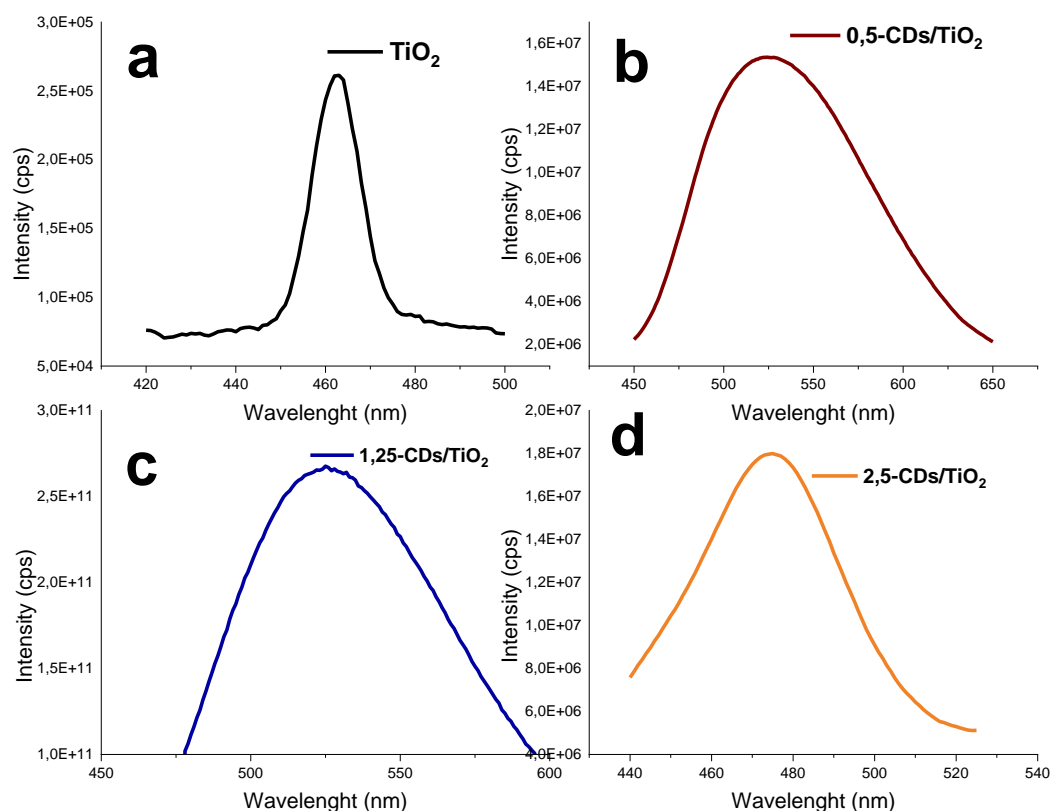 a
TiO2
3,0E+05
2,5E+05
2,0E+05
1,5E+05
1,0E+05
5,0E+04
Intensity (cps)
420 440 460 480 500
Wavelenght (nm)
b
0,5-CDs/TiO2
1,6E+07
1,4E+07
1,2E+07
1,0E+07
8,0E+06
6,0E+06
4,0E+06
2,0E+06
Intensity (cps)
450 500 550 600 650
Wavelenght (nm)
c
1,25-CDs/TiO2
3,0E+11
2,5E+11
2,0E+11
1,5E+11
1,0E+11
Intensity (cps)
450 500 550 600
Wavelenght (nm)
d
2,5-CDs/TiO2
2,0E+07
1,8E+07
1,6E+07
1,4E+07
1,2E+07
1,0E+07
8,0E+06
6,0E+06
4,0E+06
Intensity (cps)
440 460 480 500 520 540
Wavelenght (nm)